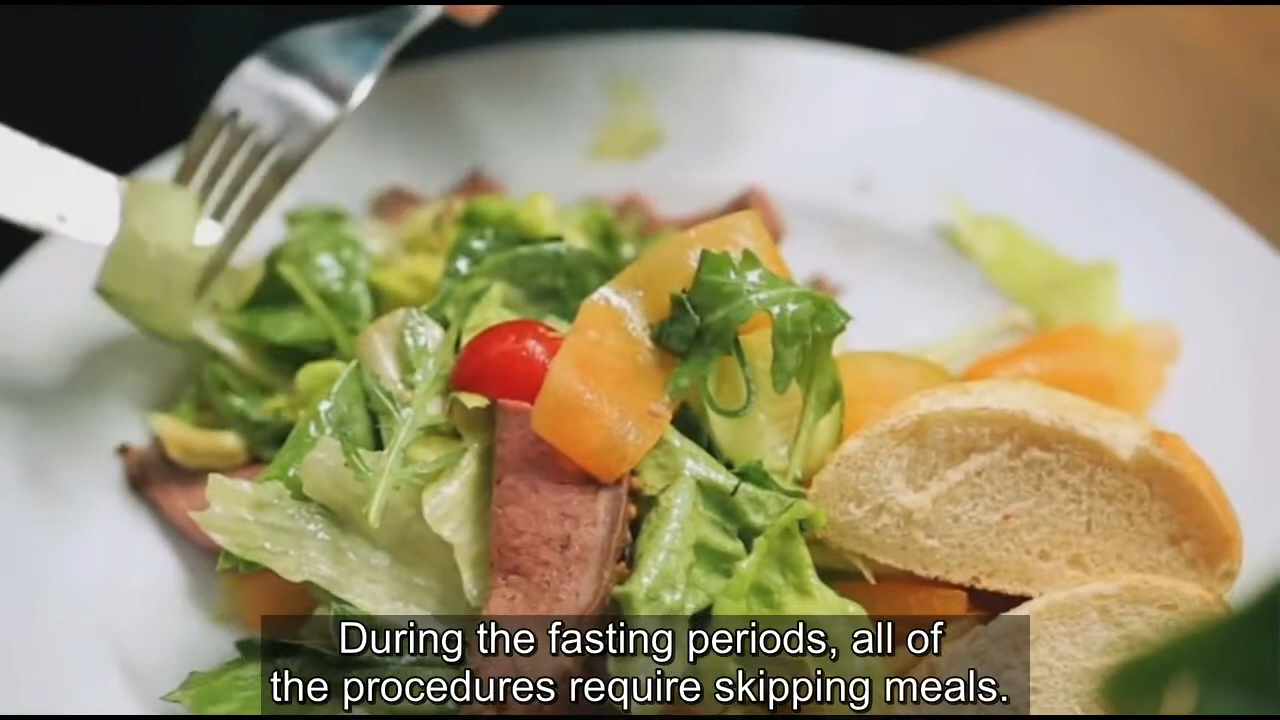 During the fasting periods, all of
the procedures require skipping meals.